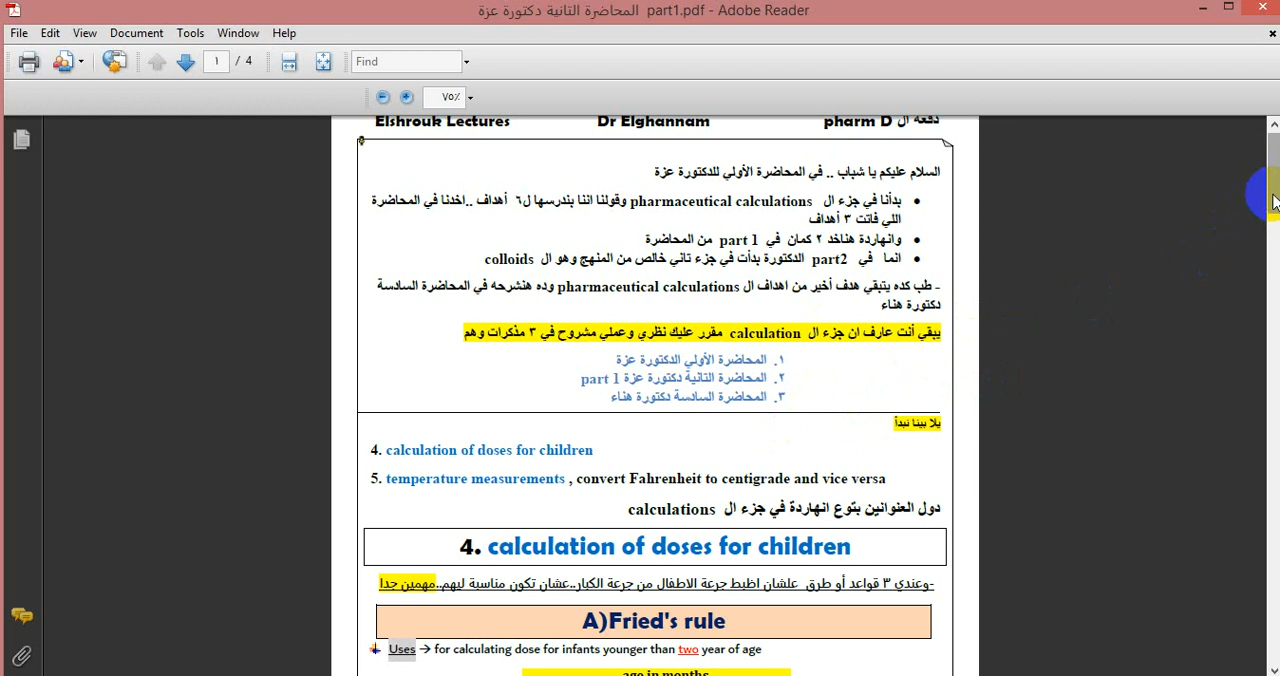 المحاضرة التانية دكتورة عزة part1.pdf - Adobe Reader
File Edit View Document Tools Window Help
١ / 4 Find
٧٥٪
Elshrouk Lectures Dr Elghannam pharm D دفعه ال
السلام عليكم يا شباب .. في المحاضرة الأولي للدكتورة عزة
• بدأنا في جزء ال pharmaceutical calculations وقولنا اننا بندرسها ل٦ أهداف ..اخدنا في المحاضرة
اللي فاتت ٣ أهداف
• وانهاردة هناخد ٢ كمان في part 1 من المحاضرة
• انما في part2 الدكتورة بدأت في جزء تاني خالص من المنهج وهو ال colloids
- طب كده يتبقي هدف أخير من اهداف ال pharmaceutical calculations وده هنشرحه في المحاضرة السادسة
دكتورة هناء
يبقي أنت عارف ان جزء ال calculation مقرر عليك نظري وعملي مشروح في ٣ مذكرات وهم
١. المحاضرة الأولي الدكتورة عزة
٢. المحاضرة التانية دكتورة عزة part 1
٣. المحاضرة السادسة دكتورة هناء
يلا بينا نبدأ
4. calculation of doses for children
5. temperature measurements , convert Fahrenheit to centigrade and vice versa
دول العنوانين بتوع انهاردة في جزء ال calculations
4. calculation of doses for children
-وعندي ٣ قواعد أو طرق علشان اظبط جرعة الاطفال من جرعة الكبار..عشان تكون مناسبة ليهم..مهمين جدا
A)Fried's rule
Uses → for calculating dose for infants younger than two year of age
age in months